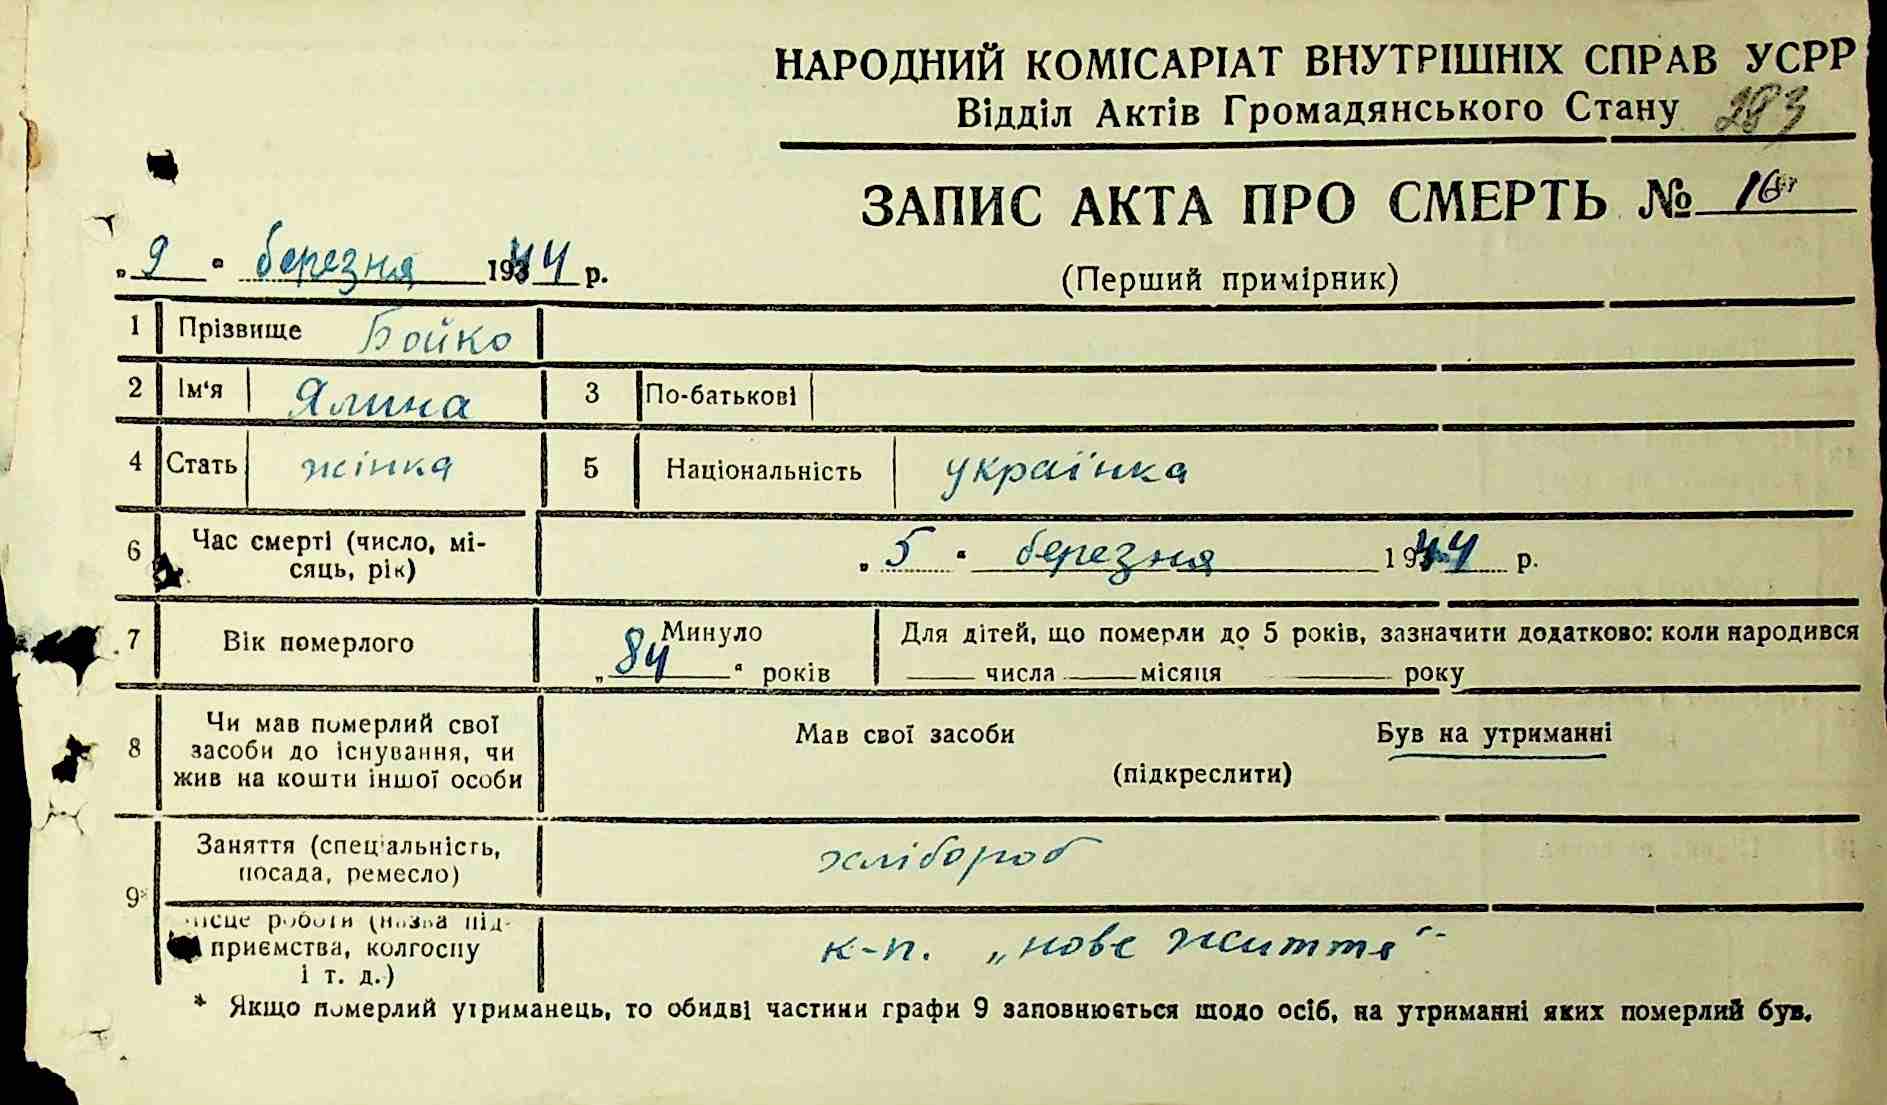 НАРОДНИЙ КОМІСАРІАТ ВНУТРІШНІХ СПРАВ УСРР
Відділ Актів Громадянського Стану 283
ЗАПИС АКТА ПРО СМЕРТЬ № 16
„9“ березня 1944 р.
(Перший примірник)
1 Прізвище Бойко
2 Ім'я Ялина 3 По-батькові
4 Стать жінка 5 Національність українка
6 Час смерті (число, місяць, рік) „5“ березня 1944 р.
7 Вік померлого Минуло „84“ років Для дітей, що померли до 5 років, зазначити додатково: коли народився
числа місяця року
8 Чи мав померлий свої засоби до існування, чи жив на кошти іншої особи Мав свої засоби Був на утриманні
(підкреслити)
9* Заняття (спеціальність, посада, ремесло) хлібороб
Місце роботи (назва підприємства, колгоспу і т. д.) к-п. „нове життя“
* Якщо померлий утриманець, то обидві частини графи 9 заповнюється щодо осіб, на утриманні яких померлий був.